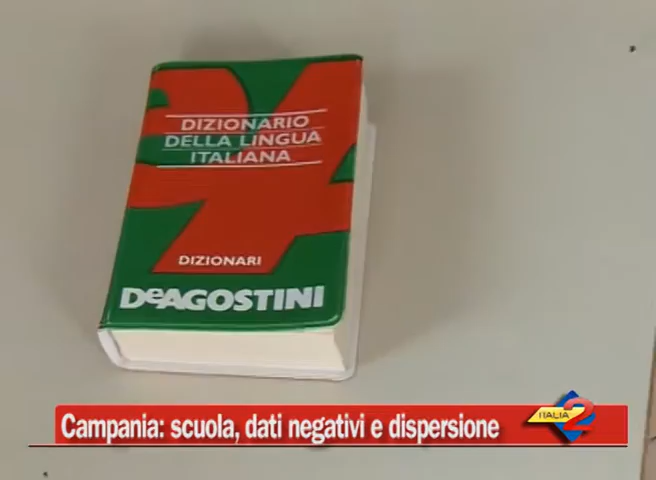 DIZIONARIO
DELLA LINGUA
ITALIANA
DIZIONARI
DeAGOSTINI
Campania: scuola, dati negativi e dispersione
ITALIA 2